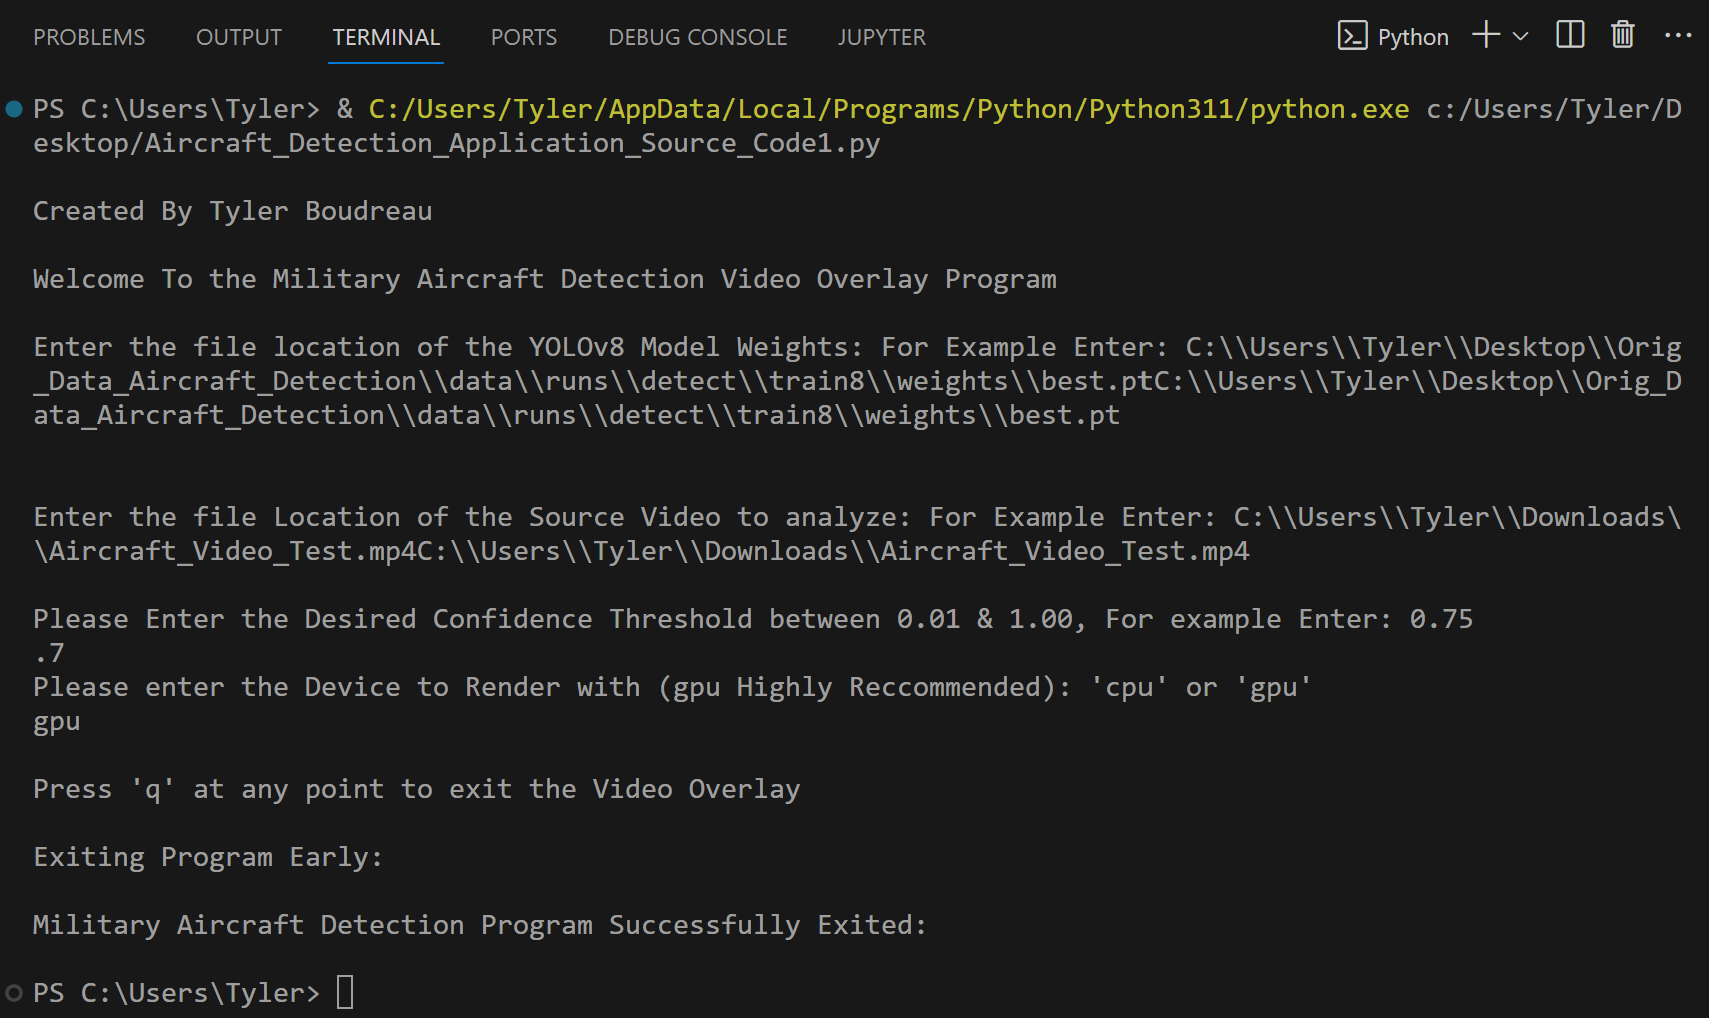 PROBLEMS OUTPUT TERMINAL PORTS DEBUG CONSOLE JUPYTER Python
PS C:\Users\Tyler> & C:/Users/Tyler/AppData/Local/Programs/Python/Python311/python.exe c:/Users/Tyler/D
esktop/Aircraft_Detection_Application_Source_Code1.py
Created By Tyler Boudreau
Welcome To the Military Aircraft Detection Video Overlay Program
Enter the file location of the YOLOv8 Model Weights: For Example Enter: C:\\Users\\Tyler\\Desktop\\Orig
_Data_Aircraft_Detection\\data\\runs\\detect\\train8\\weights\\best.ptC:\\Users\\Tyler\\Desktop\\Orig_D
ata_Aircraft_Detection\\data\\runs\\detect\\train8\\weights\\best.pt
Enter the file Location of the Source Video to analyze: For Example Enter: C:\\Users\\Tyler\\Downloads\
\Aircraft_Video_Test.mp4C:\\Users\\Tyler\\Downloads\\Aircraft_Video_Test.mp4
Please Enter the Desired Confidence Threshold between 0.01 & 1.00, For example Enter: 0.75
.7
Please enter the Device to Render with (gpu Highly Reccommended): 'cpu' or 'gpu'
gpu
Press 'q' at any point to exit the Video Overlay
Exiting Program Early:
Military Aircraft Detection Program Successfully Exited:
PS C:\Users\Tyler>